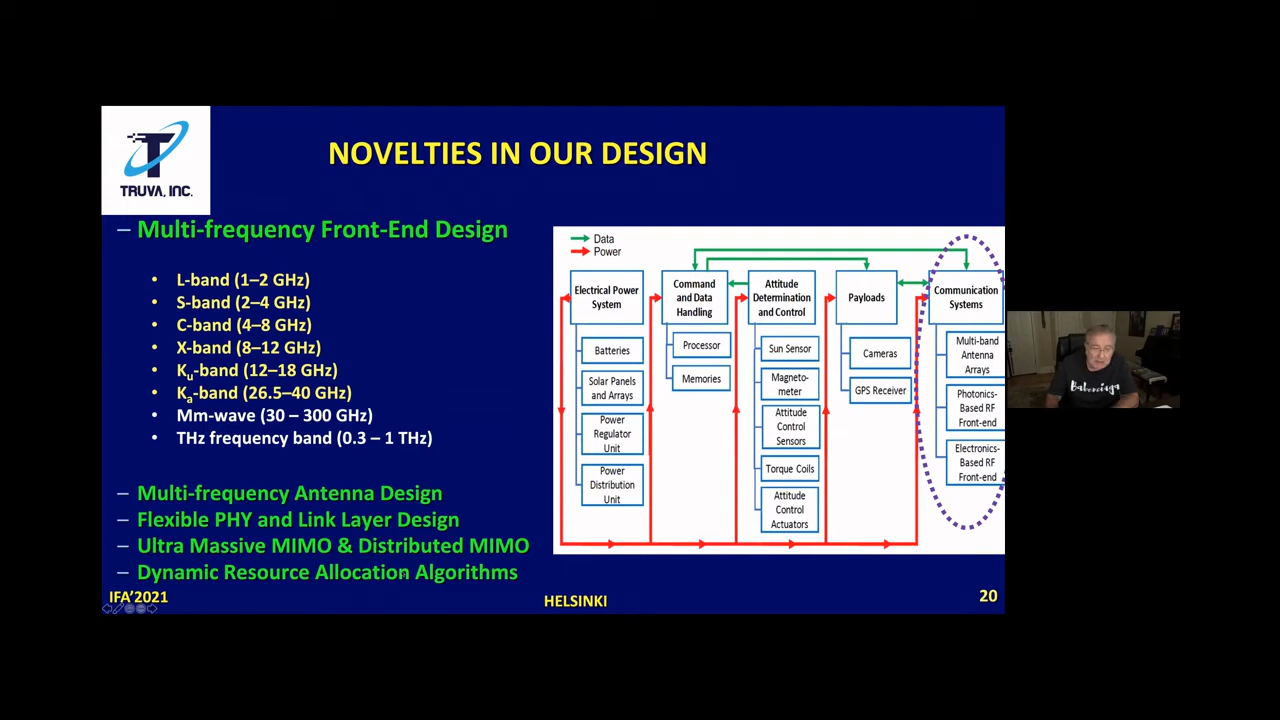 TRUVA, INC.
NOVELTIES IN OUR DESIGN
– Multi-frequency Front-End Design
• L-band (1–2 GHz)
• S-band (2–4 GHz)
• C-band (4–8 GHz)
• X-band (8–12 GHz)
• Ku-band (12–18 GHz)
• Ka-band (26.5–40 GHz)
• Mm-wave (30 – 300 GHz)
• THz frequency band (0.3 – 1 THz)
– Multi-frequency Antenna Design
– Flexible PHY and Link Layer Design
– Ultra Massive MIMO & Distributed MIMO
– Dynamic Resource Allocation Algorithms
Data
Power
Electrical Power
System
Batteries
Solar Panels
and Arrays
Power
Regulator
Unit
Power
Distribution
Unit
Command
and Data
Handling
Processor
Memories
Attitude
Determination
and Control
Sun Sensor
Magneto-
meter
Attitude
Control
Sensors
Torque Coils
Attitude
Control
Actuators
Payloads
Cameras
GPS Receiver
Communication
Systems
Multi-band
Antenna
Arrays
Photonics-
Based RF
Front-end
Electronics-
Based RF
Front-end
IFA'2021
HELSINKI
20